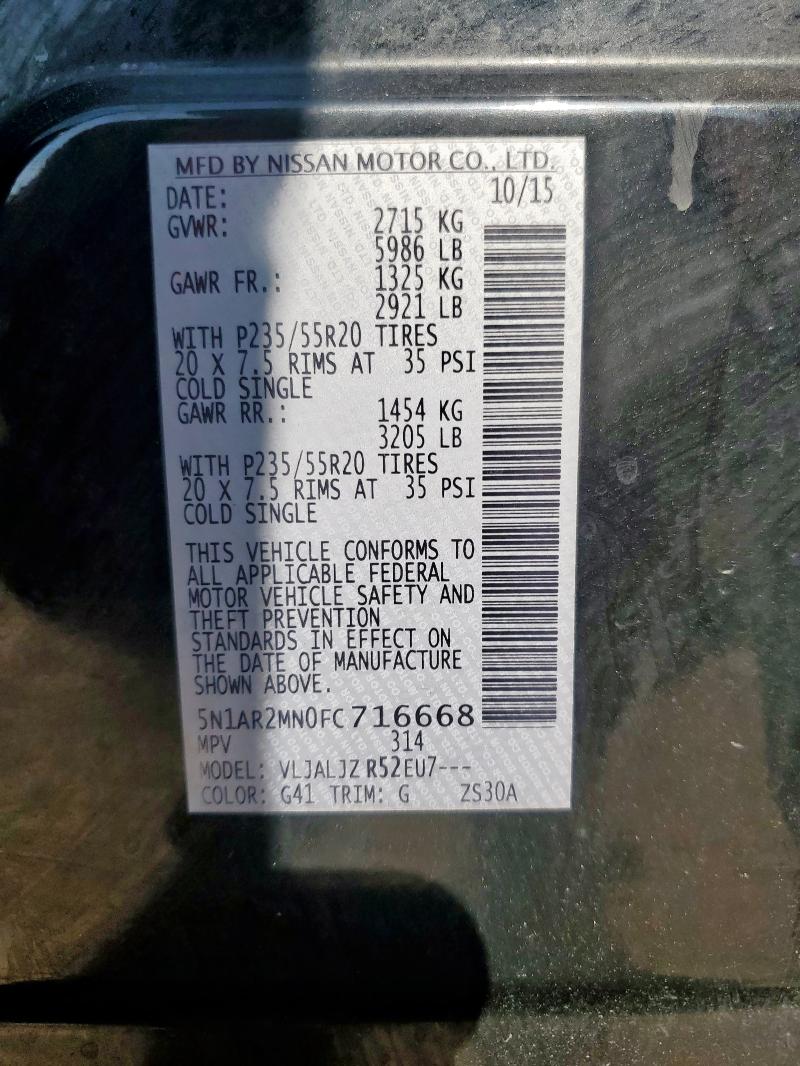 MFD BY NISSAN MOTOR CO., LTD.
DATE: 10/15
GVWR: 2715 KG
5986 LB
GAWR FR.: 1325 KG
2921 LB
WITH P235/55R20 TIRES
20 X 7.5 RIMS AT 35 PSI
COLD SINGLE
GAWR RR.: 1454 KG
3205 LB
WITH P235/55R20 TIRES
20 X 7.5 RIMS AT 35 PSI
COLD SINGLE
THIS VEHICLE CONFORMS TO
ALL APPLICABLE FEDERAL
MOTOR VEHICLE SAFETY AND
THEFT PREVENTION
STANDARDS IN EFFECT ON
THE DATE OF MANUFACTURE
SHOWN ABOVE.
5N1AR2MN0FC716668
MPV 314
MODEL: VLJALJZ R52EU7---
COLOR: G41 TRIM: G ZS30A